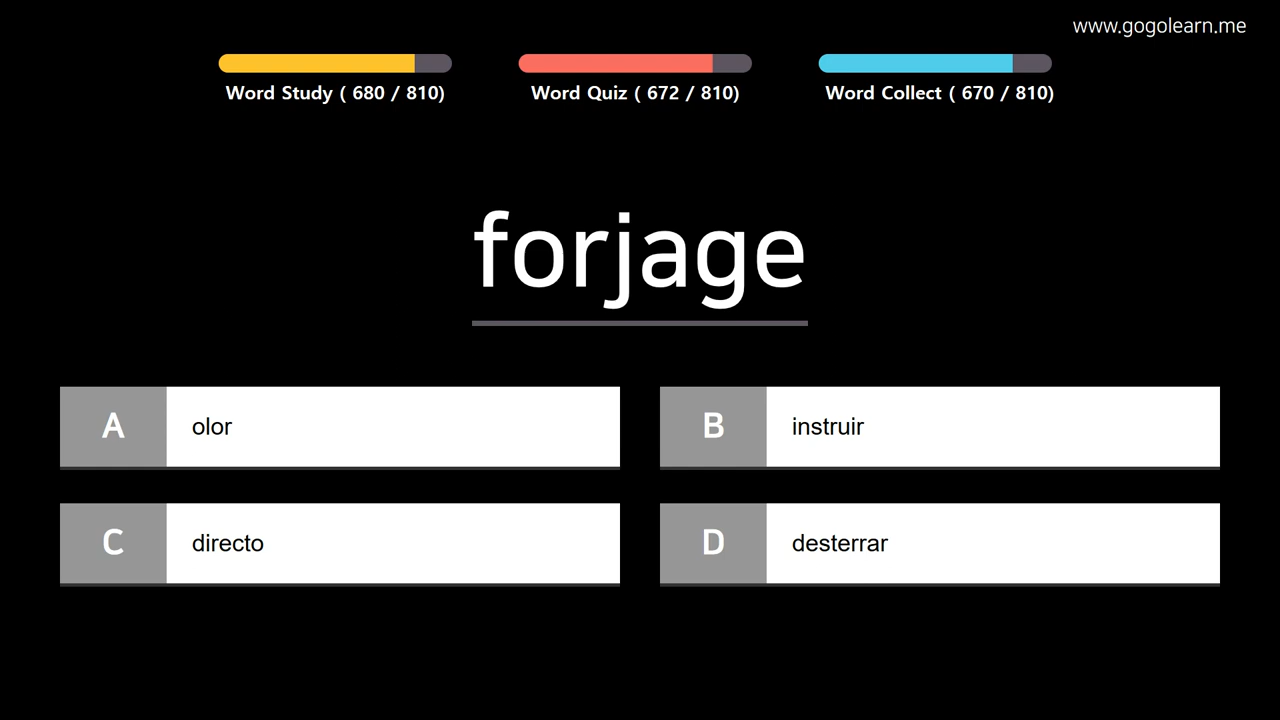 www.gogolearn.me
Word Study ( 680 / 810)
Word Quiz ( 672 / 810)
Word Collect ( 670 / 810)
forjage
A olor
B instruir
C directo
D desterrar